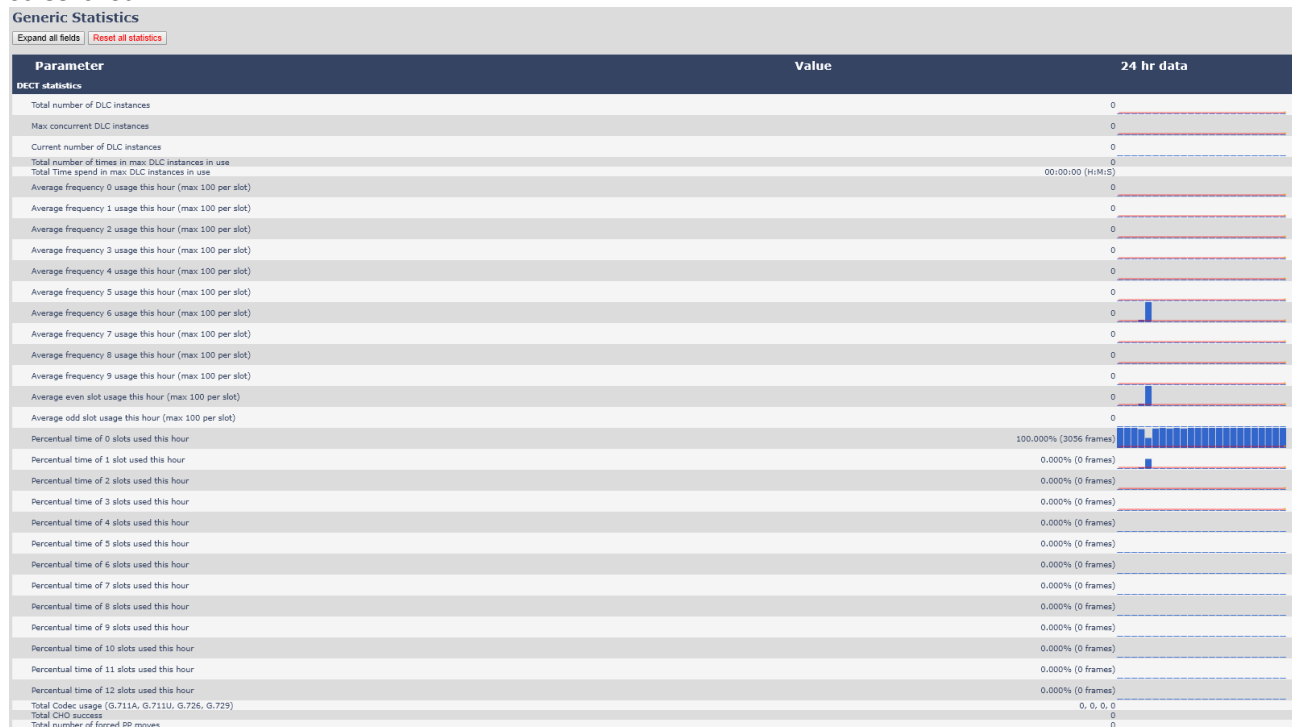 Generic Statistics
Expand all fields Reset all statistics
Parameter Value 24 hr data
DECT statistics
Total number of DLC instances 0
Max concurrent DLC instances 0
Current number of DLC instances 0
Total number of times in max DLC instances in use 0
Total Time spend in max DLC instances in use 00:00:00 (H:M:S)
Average frequency 0 usage this hour (max 100 per slot) 0
Average frequency 1 usage this hour (max 100 per slot) 0
Average frequency 2 usage this hour (max 100 per slot) 0
Average frequency 3 usage this hour (max 100 per slot) 0
Average frequency 4 usage this hour (max 100 per slot) 0
Average frequency 5 usage this hour (max 100 per slot) 0
Average frequency 6 usage this hour (max 100 per slot) 0
Average frequency 7 usage this hour (max 100 per slot) 0
Average frequency 8 usage this hour (max 100 per slot) 0
Average frequency 9 usage this hour (max 100 per slot) 0
Average even slot usage this hour (max 100 per slot) 0
Average odd slot usage this hour (max 100 per slot) 0
Percentual time of 0 slots used this hour 100.000% (3056 frames)
Percentual time of 1 slot used this hour 0.000% (0 frames)
Percentual time of 2 slots used this hour 0.000% (0 frames)
Percentual time of 3 slots used this hour 0.000% (0 frames)
Percentual time of 4 slots used this hour 0.000% (0 frames)
Percentual time of 5 slots used this hour 0.000% (0 frames)
Percentual time of 6 slots used this hour 0.000% (0 frames)
Percentual time of 7 slots used this hour 0.000% (0 frames)
Percentual time of 8 slots used this hour 0.000% (0 frames)
Percentual time of 9 slots used this hour 0.000% (0 frames)
Percentual time of 10 slots used this hour 0.000% (0 frames)
Percentual time of 11 slots used this hour 0.000% (0 frames)
Percentual time of 12 slots used this hour 0.000% (0 frames)
Total Codec usage (G.711A, G.711U, G.726, G.729) 0, 0, 0, 0
Total CHO success 0
Total number of forced PP moves 0